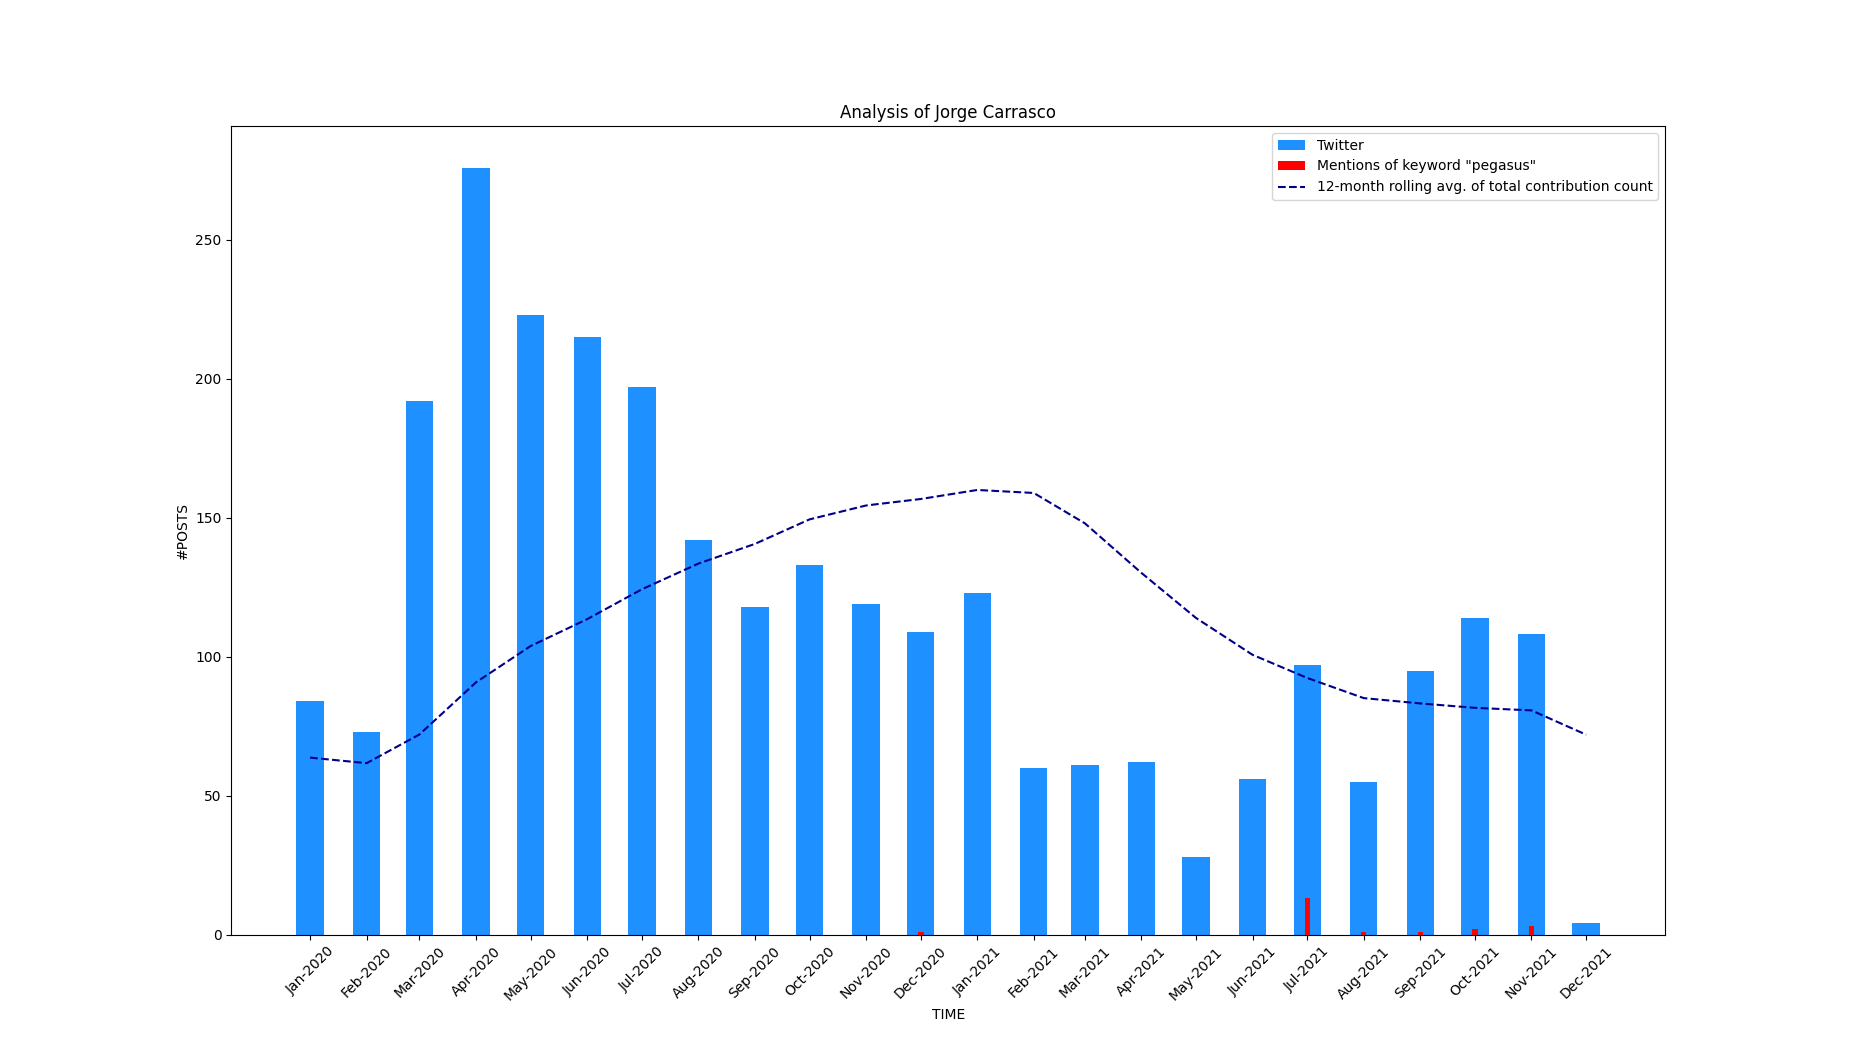 Analysis of Jorge Carrasco
Twitter
Mentions of keyword "pegasus"
12-month rolling avg. of total contribution count
#POSTS
250
200
150
100
50
0
Jan-2020
Feb-2020
Mar-2020
Apr-2020
May-2020
Jun-2020
Jul-2020
Aug-2020
Sep-2020
Oct-2020
Nov-2020
Dec-2020
Jan-2021
Feb-2021
Mar-2021
Apr-2021
May-2021
Jun-2021
Jul-2021
Aug-2021
Sep-2021
Oct-2021
Nov-2021
Dec-2021
TIME